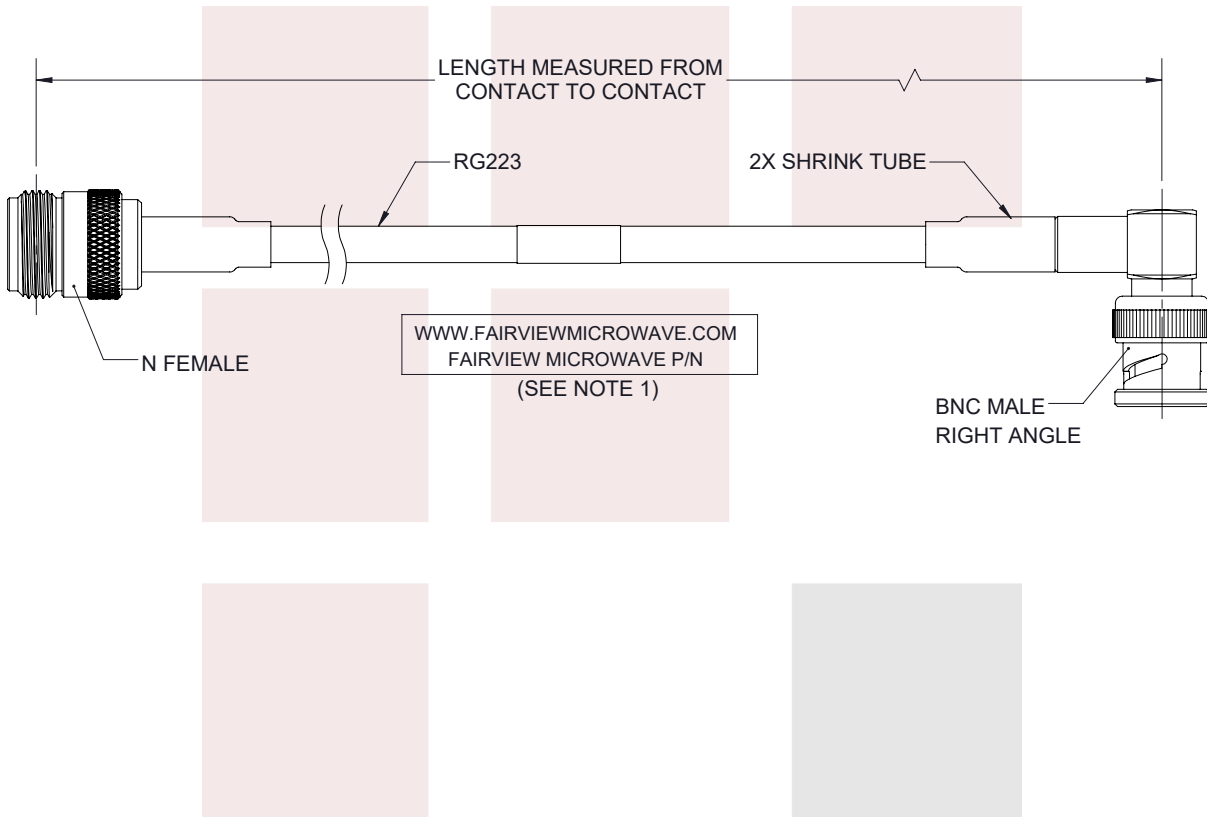 LENGTH MEASURED FROM
CONTACT TO CONTACT
RG223
2X SHRINK TUBE
N FEMALE
WWW.FAIRVIEWMICROWAVE.COM
FAIRVIEW MICROWAVE P/N
(SEE NOTE 1)
BNC MALE
RIGHT ANGLE